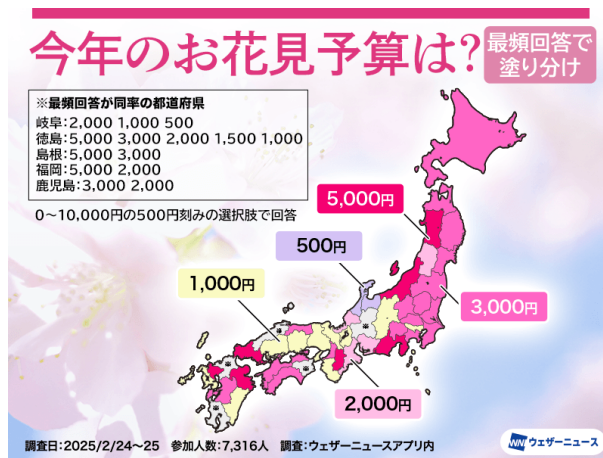 今年のお花見予算は?
最頻回答で
塗り分け
※最頻回答が同率の都道府県
岐阜:2,000 1,000 500
徳島:5,000 3,000 2,000 1,500 1,000
島根:5,000 3,000
福岡:5,000 2,000
鹿児島:3,000 2,000
0～10,000円の500円刻みの選択肢で回答
5,000円
500円
1,000円
3,000円
2,000円
※
※
※
※
※
調査日:2025/2/24～25 参加人数:7,316人 調査:ウェザーニュースアプリ内
WN ウェザーニュース